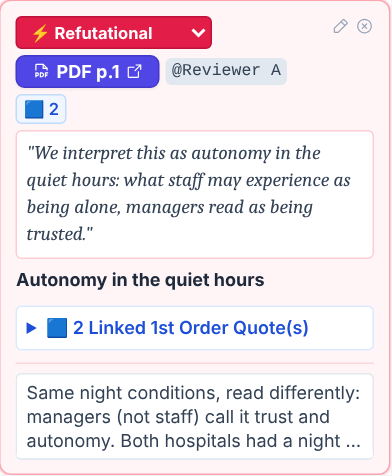 ⚡ Refutational
PDF p.1 @Reviewer A
2
"We interpret this as autonomy in the
quiet hours: what staff may experience as
being alone, managers read as being
trusted."
Autonomy in the quiet hours
2 Linked 1st Order Quote(s)
Same night conditions, read differently:
managers (not staff) call it trust and
autonomy. Both hospitals had a night ...